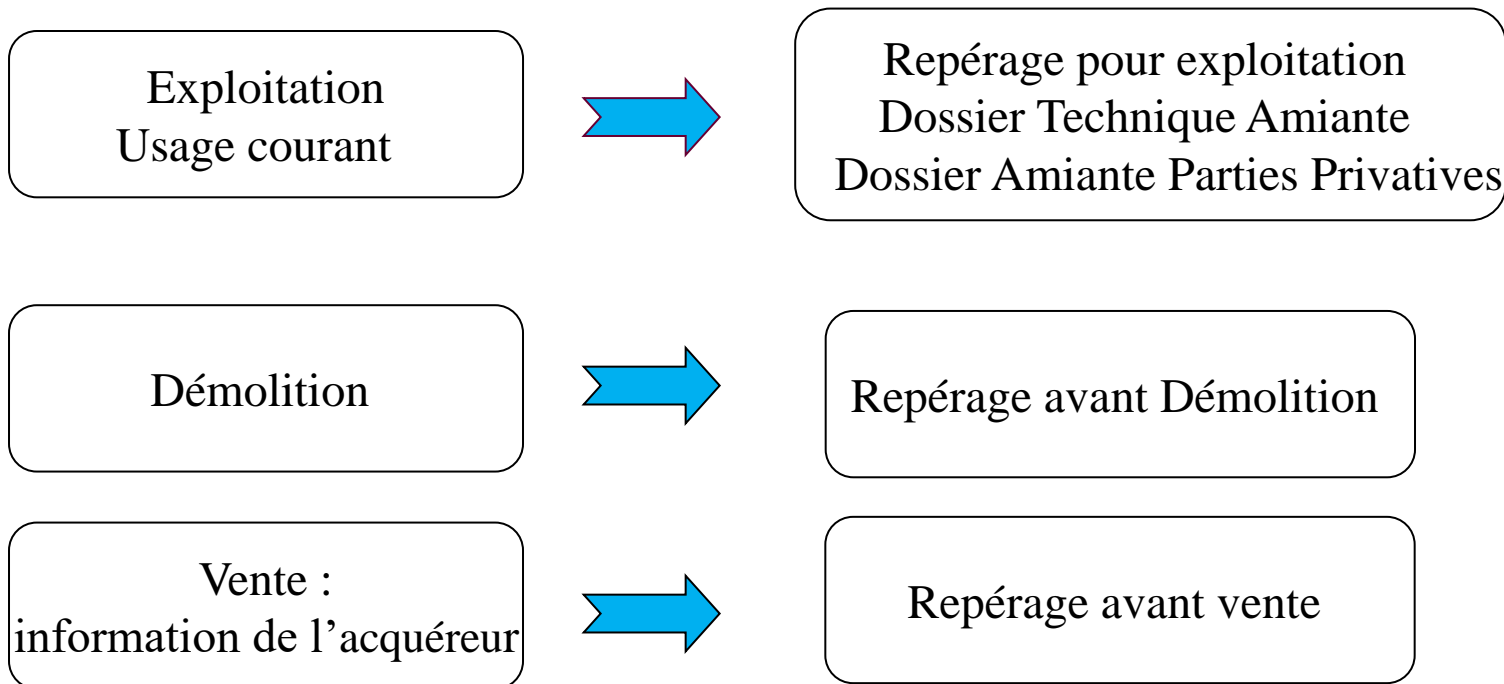 Exploitation
Usage courant
Repérage pour exploitation
Dossier Technique Amiante
Dossier Amiante Parties Privatives
Démolition
Repérage avant Démolition
Vente :
information de l’acquéreur
Repérage avant vente